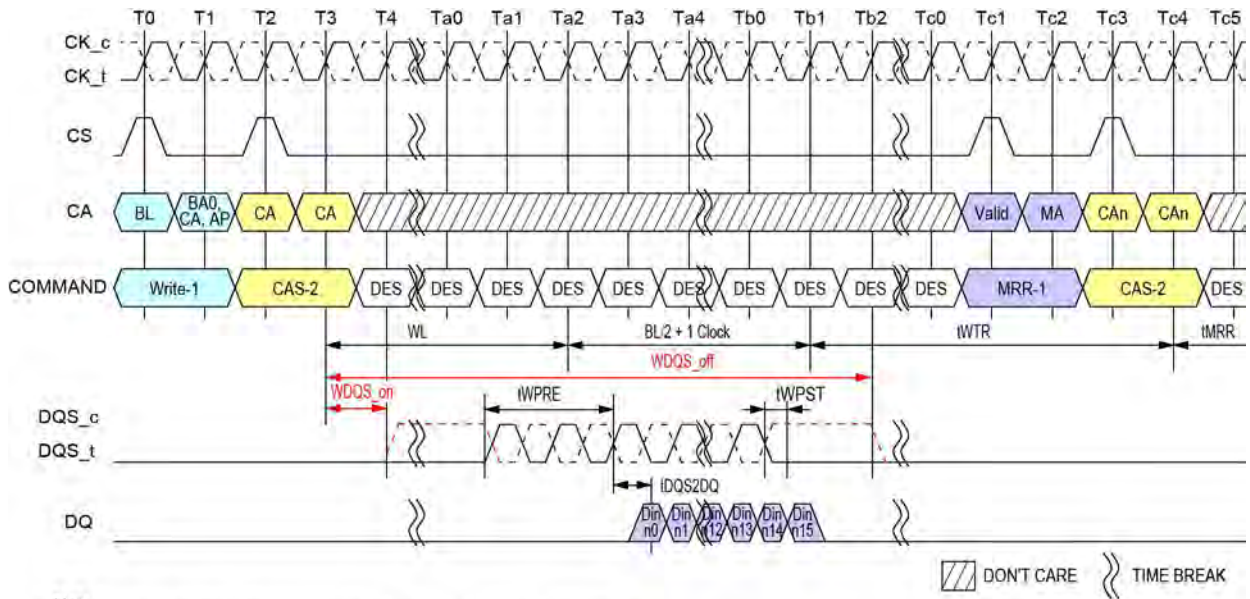 T0 T1 T2 T3 T4 Ta0 Ta1 Ta2 Ta3 Ta4 Tb0 Tb1 Tb2 Tc0 Tc1 Tc2 Tc3 Tc4 Tc5
CK_c
CK_t
CS
CA BL BA0, CA, AP CA CA Valid MA CAn CAn
COMMAND Write-1 CAS-2 DES DES DES DES DES DES DES DES DES DES MRR-1 CAS-2 DES
WL BL/2 + 1 Clock tWTR tMRR
WDQS_off
WDQS_on tWPRE tWPST
DQS_c
DQS_t
tDQS2DQ
DQ Din n0 Din n1 Din n12 Din n13 Din n14 Din n15
DON'T CARE TIME BREAK